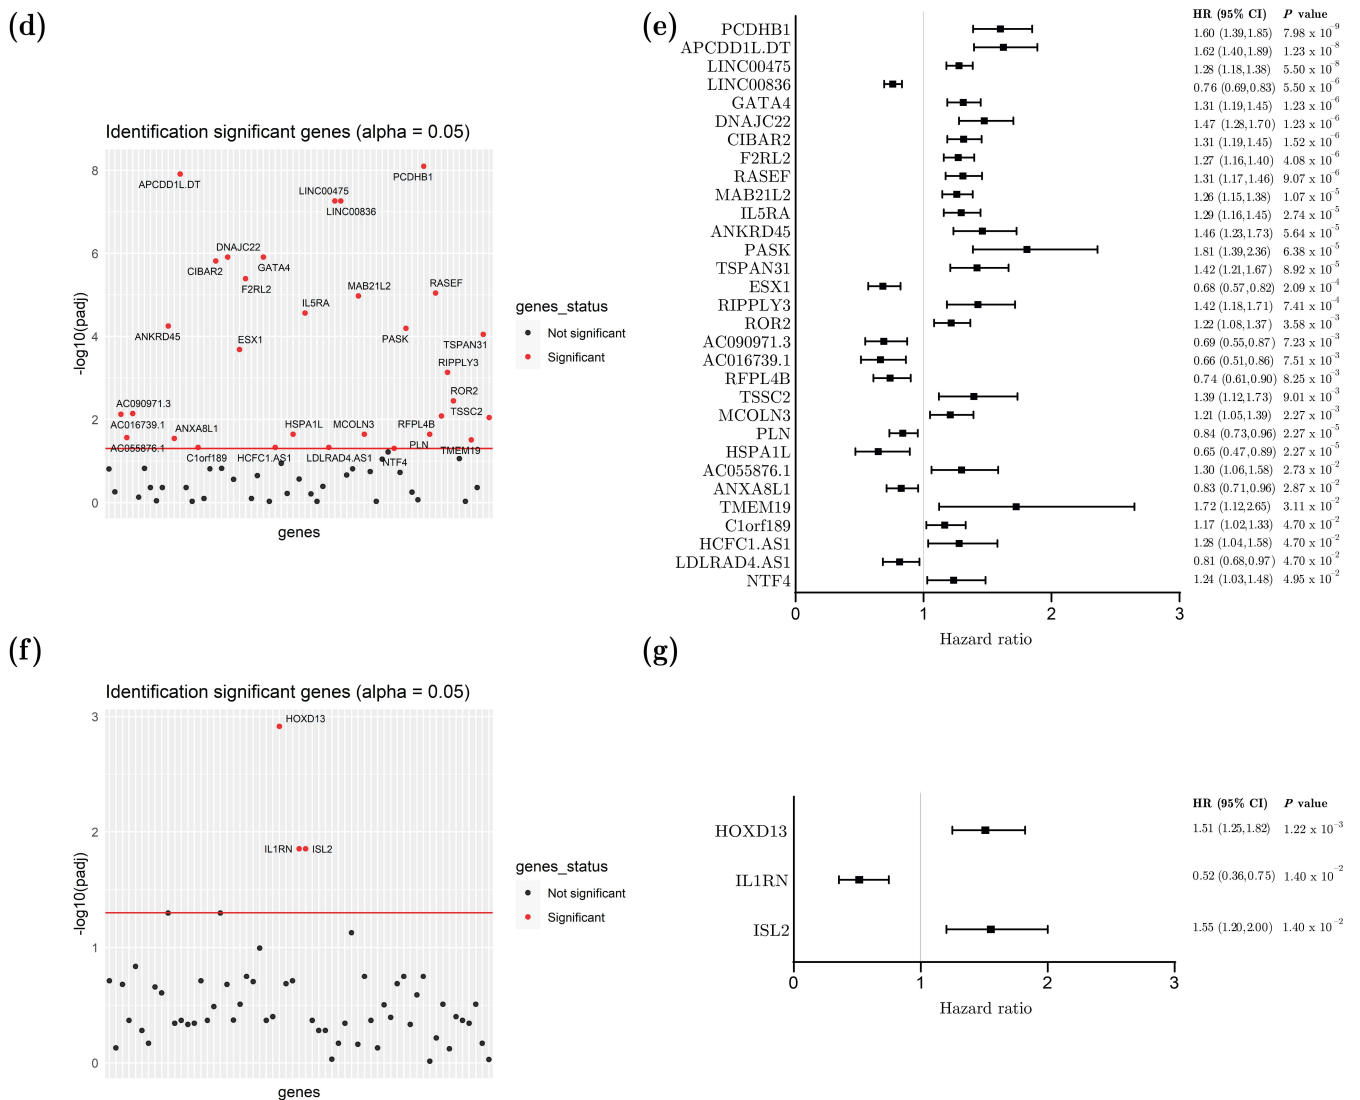 (d)
Identification significant genes (alpha = 0.05)
-log10(padj)
8
6
4
2
0
APCDD1L.DT
PCDHB1
LINC00475
LINC00836
DNAJC22
CIBAR2
GATA4
F2RL2
MAB21L2
RASEF
IL5RA
ANKRD45
ESX1
PASK
TSPAN31
RIPPLY3
ROR2
AC090971.3
TSSC2
AC016739.1
ANXA8L1
HSPA1L
MCOLN3
RFPL4B
AC055876.1
PLN
TMEM19
C1orf189
HCFC1.AS1
LDLRAD4.AS1
NTF4
genes
genes_status
Not significant
Significant
(e)
HR (95% CI) P value
PCDHB1 1.60 (1.39,1.85) 7.98 x 10⁻⁹
APCDD1L.DT 1.62 (1.40,1.89) 1.23 x 10⁻⁸
LINC00475 1.28 (1.18,1.38) 5.50 x 10⁻⁸
LINC00836 0.76 (0.69,0.83) 5.50 x 10⁻⁶
GATA4 1.31 (1.19,1.45) 1.23 x 10⁻⁶
DNAJC22 1.47 (1.28,1.70) 1.23 x 10⁻⁶
CIBAR2 1.31 (1.19,1.45) 1.52 x 10⁻⁶
F2RL2 1.27 (1.16,1.40) 4.08 x 10⁻⁶
RASEF 1.31 (1.17,1.46) 9.07 x 10⁻⁶
MAB21L2 1.26 (1.15,1.38) 1.07 x 10⁻⁵
IL5RA 1.29 (1.16,1.45) 2.74 x 10⁻⁵
ANKRD45 1.46 (1.23,1.73) 5.64 x 10⁻⁵
PASK 1.81 (1.39,2.36) 6.38 x 10⁻⁵
TSPAN31 1.42 (1.21,1.67) 8.92 x 10⁻⁵
ESX1 0.68 (0.57,0.82) 2.09 x 10⁻⁴
RIPPLY3 1.42 (1.18,1.71) 7.41 x 10⁻⁴
ROR2 1.22 (1.08,1.37) 3.58 x 10⁻³
AC090971.3 0.69 (0.55,0.87) 7.23 x 10⁻³
AC016739.1 0.66 (0.51,0.86) 7.51 x 10⁻³
RFPL4B 0.74 (0.61,0.90) 8.25 x 10⁻³
TSSC2 1.39 (1.12,1.73) 9.01 x 10⁻³
MCOLN3 1.21 (1.05,1.39) 2.27 x 10⁻³
PLN 0.84 (0.73,0.96) 2.27 x 10⁻⁵
HSPA1L 0.65 (0.47,0.89) 2.27 x 10⁻⁵
AC055876.1 1.30 (1.06,1.58) 2.73 x 10⁻²
ANXA8L1 0.83 (0.71,0.96) 2.87 x 10⁻²
TMEM19 1.72 (1.12,2.65) 3.11 x 10⁻²
C1orf189 1.17 (1.02,1.33) 4.70 x 10⁻²
HCFC1.AS1 1.28 (1.04,1.58) 4.70 x 10⁻²
LDLRAD4.AS1 0.81 (0.68,0.97) 4.70 x 10⁻²
NTF4 1.24 (1.03,1.48) 4.95 x 10⁻²
0 1 2 3
Hazard ratio
(f)
Identification significant genes (alpha = 0.05)
-log10(padj)
3
2
1
0
HOXD13
IL1RN ISL2
genes
genes_status
Not significant
Significant
(g)
HR (95% CI) P value
HOXD13 1.51 (1.25,1.82) 1.22 x 10⁻³
IL1RN 0.52 (0.36,0.75) 1.40 x 10⁻²
ISL2 1.55 (1.20,2.00) 1.40 x 10⁻²
0 1 2 3
Hazard ratio